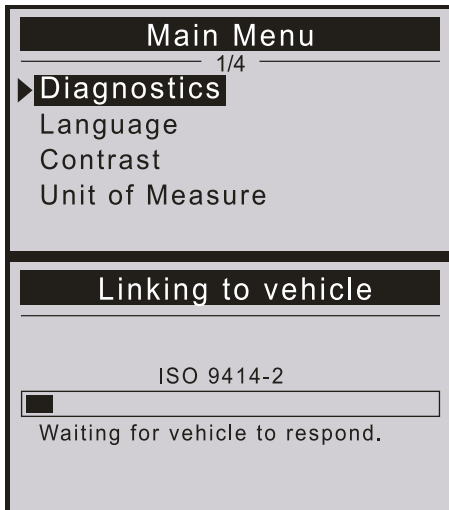 Main Menu
1/4
Diagnostics
Language
Contrast
Unit of Measure
Linking to vehicle
ISO 9414-2
Waiting for vehicle to respond.